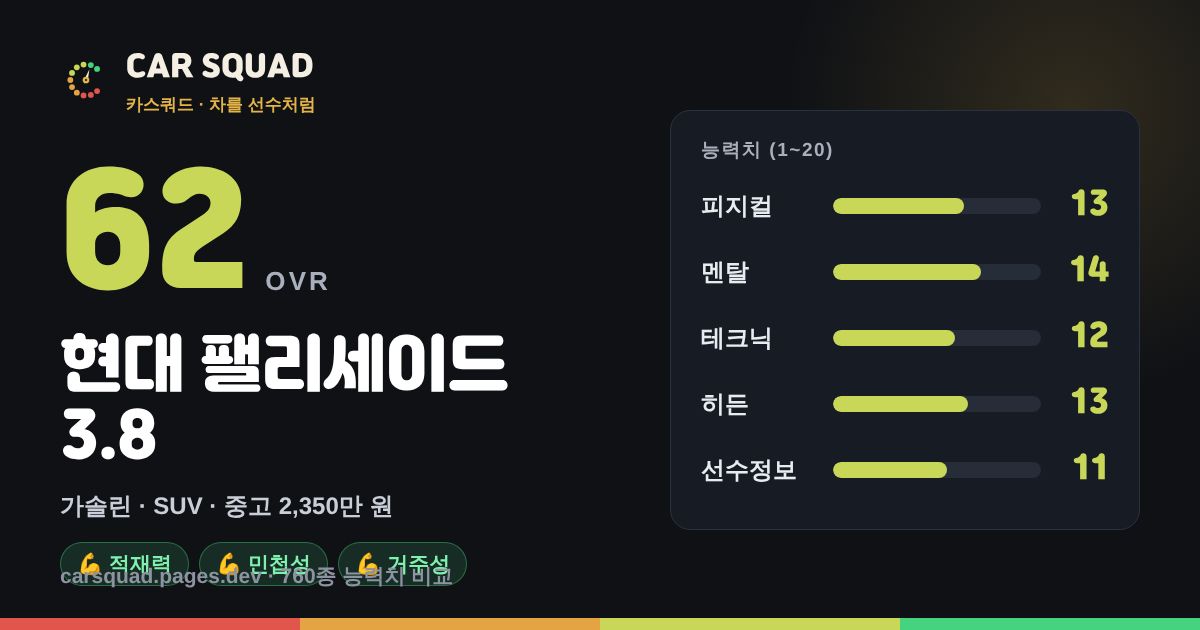 CAR SQUAD
카스쿼드 · 차를 선수처럼
62 OVR
현대 팰리세이드
3.8
가솔린 · SUV · 중고 2,350만 원
💪 적재력 💪 민첩성 💪 거주성
carsquad.pages.dev · 760종 능력치 비교
능력치 (1~20)
피지컬 13
멘탈 14
테크닉 12
히든 13
선수정보 11